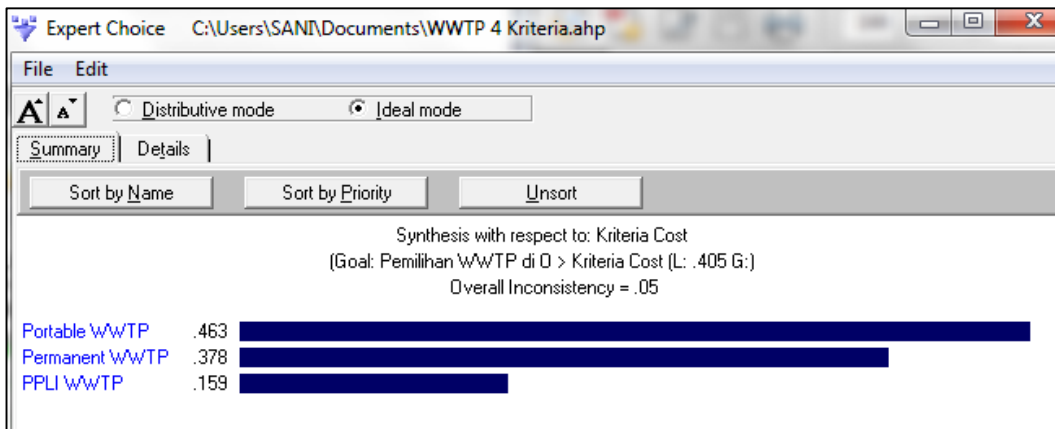 Expert Choice C:\Users\SANI\Documents\WWTP 4 Kriteria.ahp
File Edit
A A Distributive mode Ideal mode
Summary Details
Sort by Name Sort by Priority Unsort
Synthesis with respect to: Kriteria Cost
(Goal: Pemilihan WWTP di O > Kriteria Cost (L: .405 G:)
Overall Inconsistency = .05
Portable WWTP .463
Permanent WWTP .378
PPLI WWTP .159